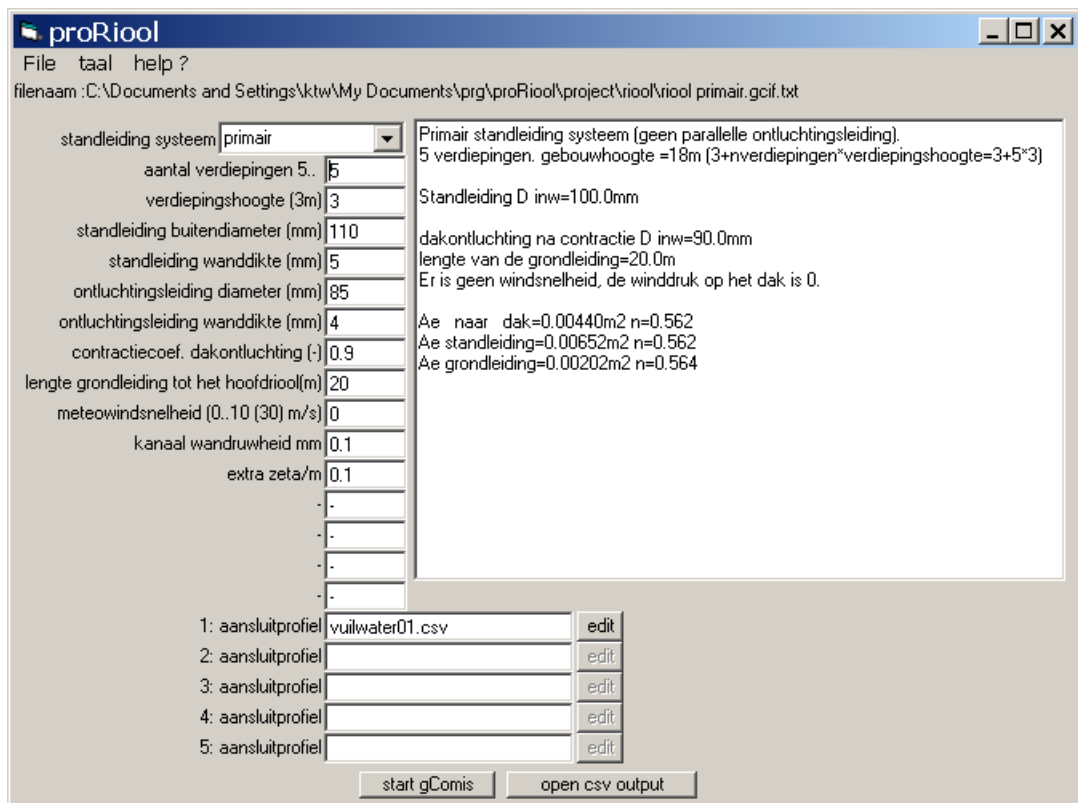 proRiool
File taal help ?
filenaam :C:\Documents and Settings\ktw\My Documents\prg\proRiool\project\riool\riool primair.gcif.txt
standleiding systeem primair
aantal verdiepingen 5.. 5
verdiepingshoogte (3m) 3
standleiding buitendiameter (mm) 110
standleiding wanddikte (mm) 5
ontluchtingsleiding diameter (mm) 85
ontluchtingsleiding wanddikte (mm) 4
contractiecoef. dakontluchting (-) 0.9
lengte grondleiding tot het hoofdriool(m) 20
meteowindsnelheid (0..10 (30) m/s) 0
kanaal wandruwheid mm 0.1
extra zeta/m 0.1
- -
- -
- -
- -
Primair standleiding systeem (geen parallelle ontluchtingsleiding).
5 verdiepingen. gebouwhoogte =18m (3+nverdiepingen*verdiepingshoogte=3+5*3)
Standleiding D inw=100.0mm
dakontluchting na contractie D inw=90.0mm
lengte van de grondleiding=20.0m
Er is geen windsnelheid, de winddruk op het dak is 0.
Ae naar dak=0.00440m2 n=0.562
Ae standleiding=0.00652m2 n=0.562
Ae grondleiding=0.00202m2 n=0.564
1: aansluitprofiel vuilwater01.csv edit
2: aansluitprofiel edit
3: aansluitprofiel edit
4: aansluitprofiel edit
5: aansluitprofiel edit
start gComis open csv output